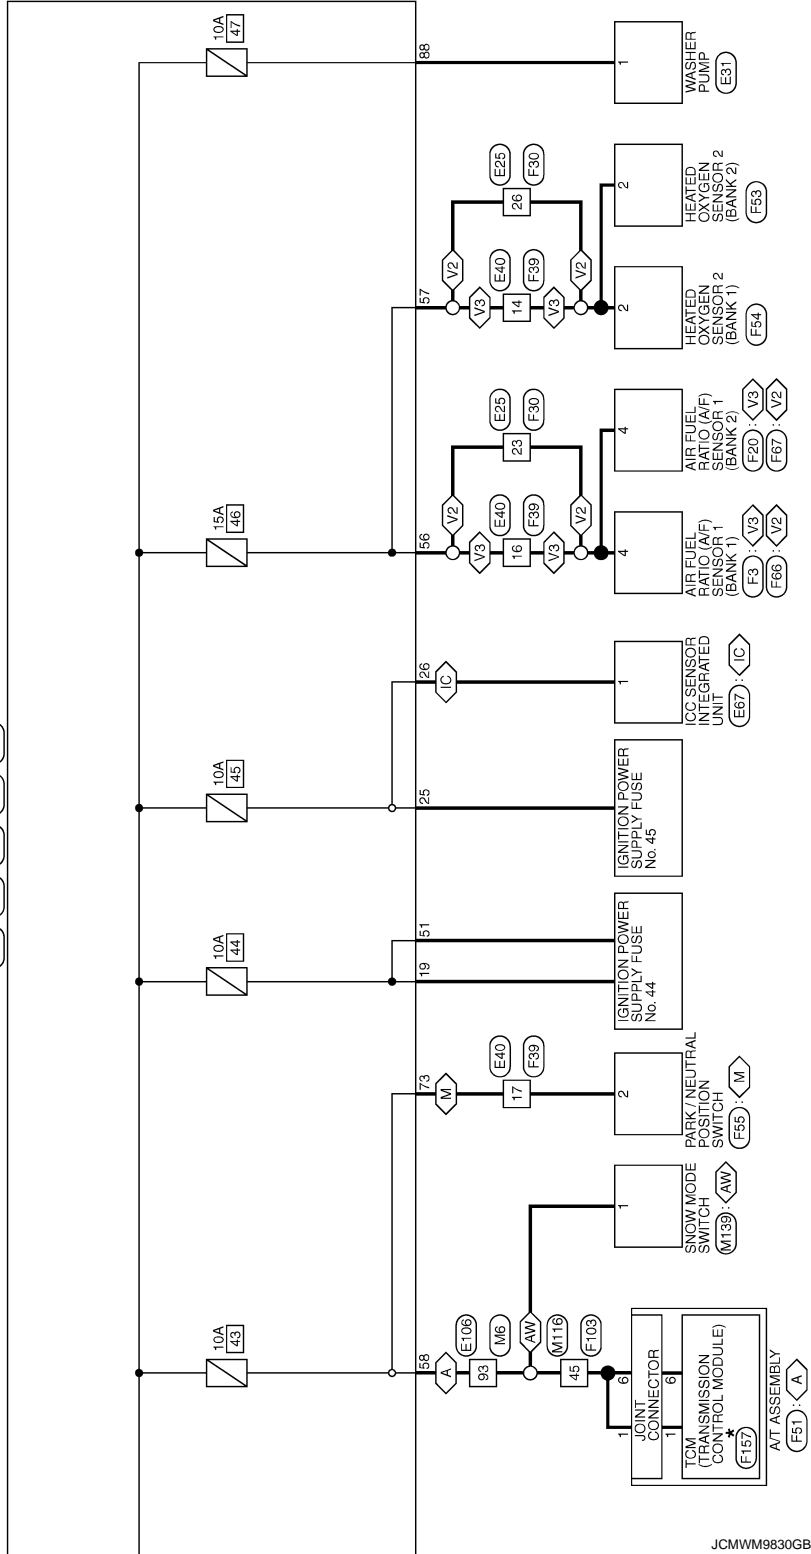 10A
47
88
1
WASHER
PUMP
E31
E25
F30
26
V2
V2
57
V3
E40
F39
14
V3
2
HEATED
OXYGEN
SENSOR 2
(BANK 2)
F53
2
HEATED
OXYGEN
SENSOR 2
(BANK 1)
F54
15A
46
E25
F30
23
V2
V2
56
V3
E40
F39
16
V3
4
AIR FUEL
RATIO (A/F)
SENSOR 1
(BANK 2)
F20 : V3
F67 : V2
4
AIR FUEL
RATIO (A/F)
SENSOR 1
(BANK 1)
F3 : V3
F66 : V2
10A
45
26
IC
1
ICC SENSOR
INTEGRATED
UNIT
E67 : IC
25
IGNITION POWER
SUPPLY FUSE
No. 45
10A
44
51
19
IGNITION POWER
SUPPLY FUSE
No. 44
73
M
E40
F39
17
2
PARK / NEUTRAL
POSITION
SWITCH
F55 : M
10A
43
1
SNOW MODE
SWITCH
M139 : AW
58
A
E106
M6
93
AW
M116
F103
45
1
6
JOINT
CONNECTOR
1
6
TCM
(TRANSMISSION
CONTROL MODULE)
*
F157
A/T ASSEMBLY
F51 : A
JCMWM9830GB